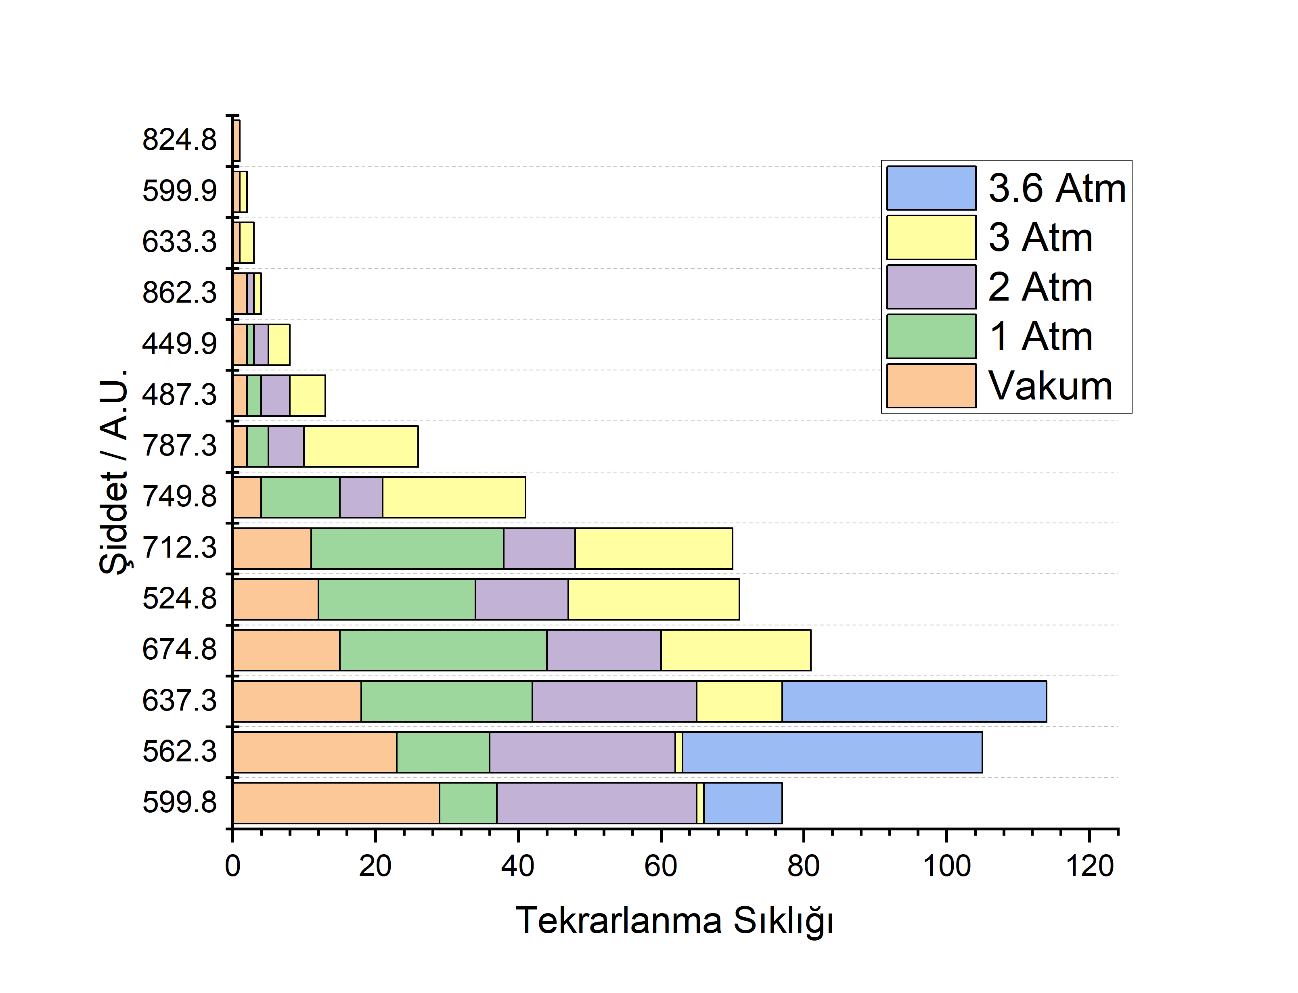 824.8
599.9
633.3
862.3
449.9
487.3
787.3
749.8
712.3
524.8
674.8
637.3
562.3
599.8
Şiddet / A.U.
3.6 Atm
3 Atm
2 Atm
1 Atm
Vakum
0 20 40 60 80 100 120
Tekrarlanma Sıklığı